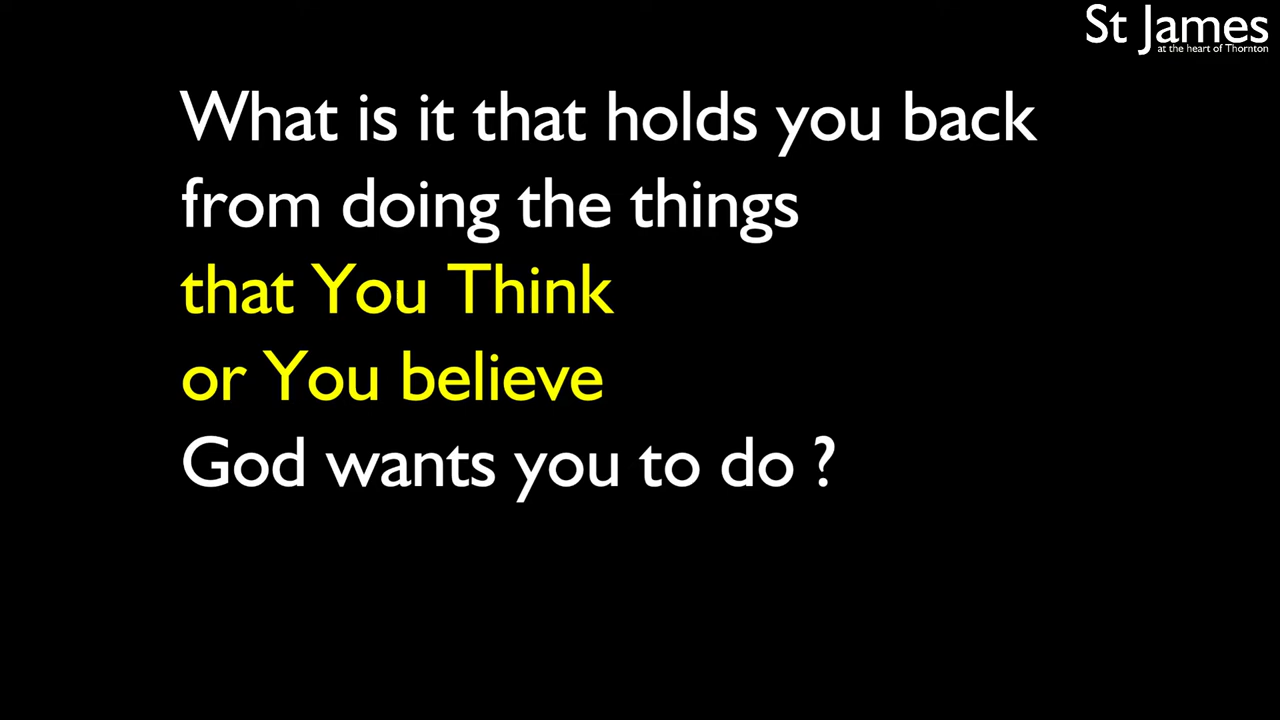 St James
at the heart of Thornton
What is it that holds you back
from doing the things
that You Think
or You believe
God wants you to do ?